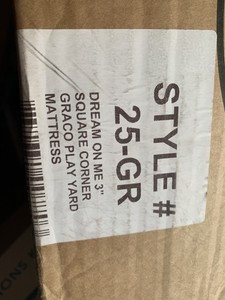 STYLE #
25-GR
DREAM ON ME 3"
SQUARE CORNER
GRACO PLAY YARD
MATTRESS